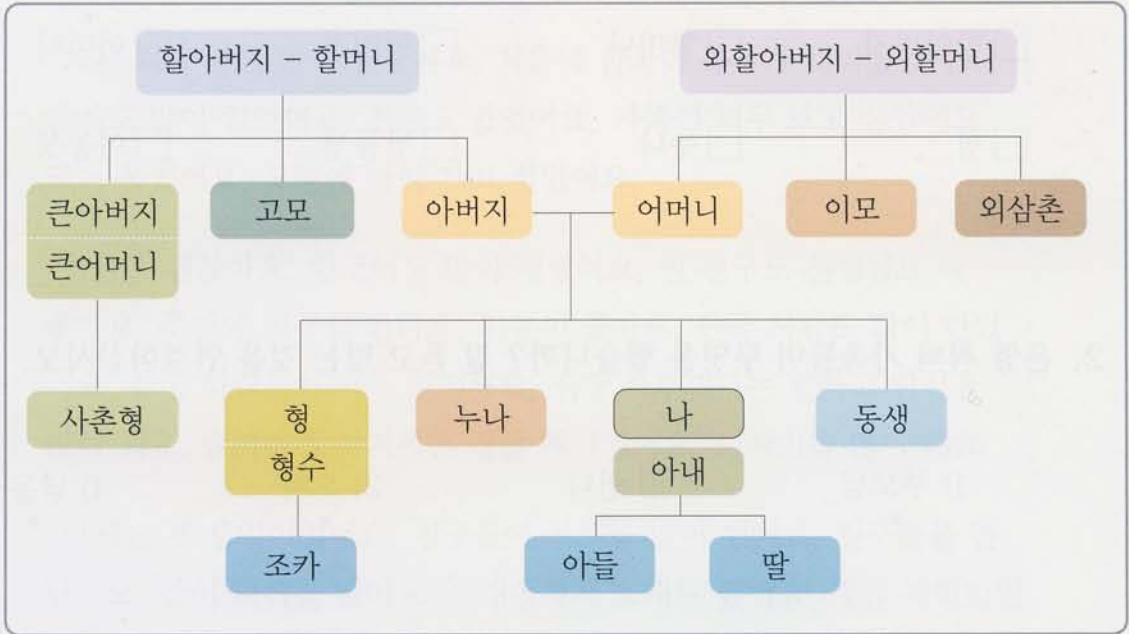 할아버지 – 할머니
외할아버지 – 외할머니
큰아버지
큰어머니
고모
아버지
어머니
이모
외삼촌
사촌형
형
형수
누나
나
아내
동생
조카
아들
딸